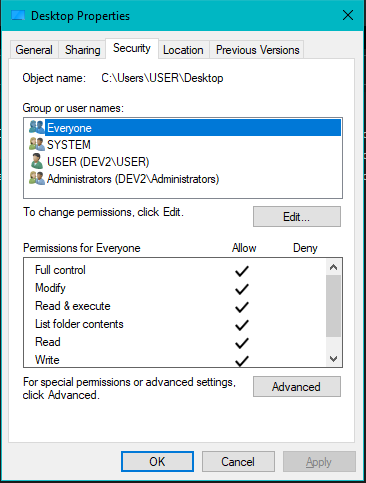 Desktop Properties
General Sharing Security Location Previous Versions
Object name: C:\Users\USER\Desktop
Group or user names:
Everyone
SYSTEM
USER (DEV2\USER)
Administrators (DEV2\Administrators)
To change permissions, click Edit. Edit...
Permissions for Everyone Allow Deny
Full control
Modify
Read & execute
List folder contents
Read
Write
For special permissions or advanced settings, Advanced
click Advanced.
OK Cancel Apply